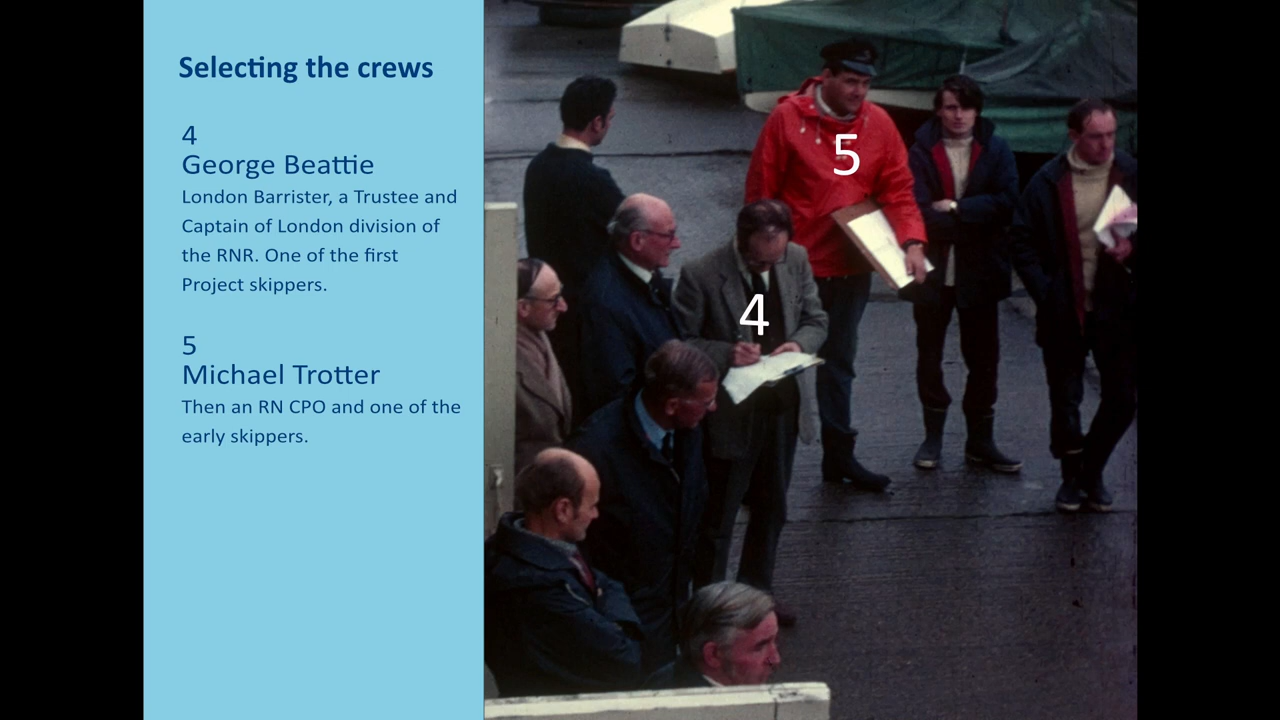 Selecting the crews
4
George Beattie
London Barrister, a Trustee and
Captain of London division of
the RNR. One of the first
Project skippers.
5
Michael Trotter
Then an RN CPO and one of the
early skippers.
5
4